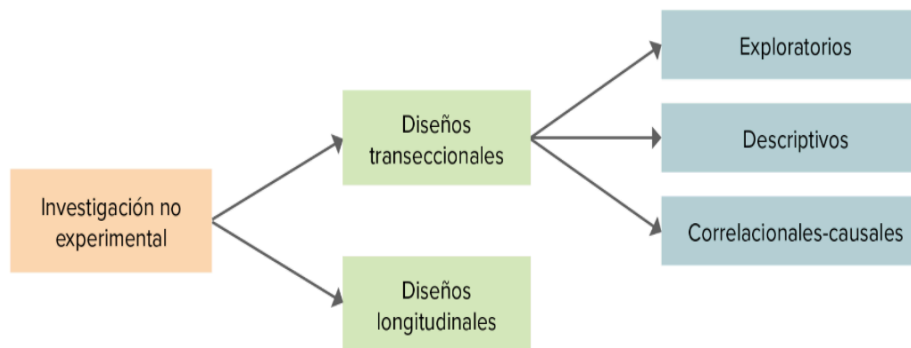 Investigación no
experimental
Diseños
transeccionales
Diseños
longitudinales
Exploratorios
Descriptivos
Correlacionales-causales